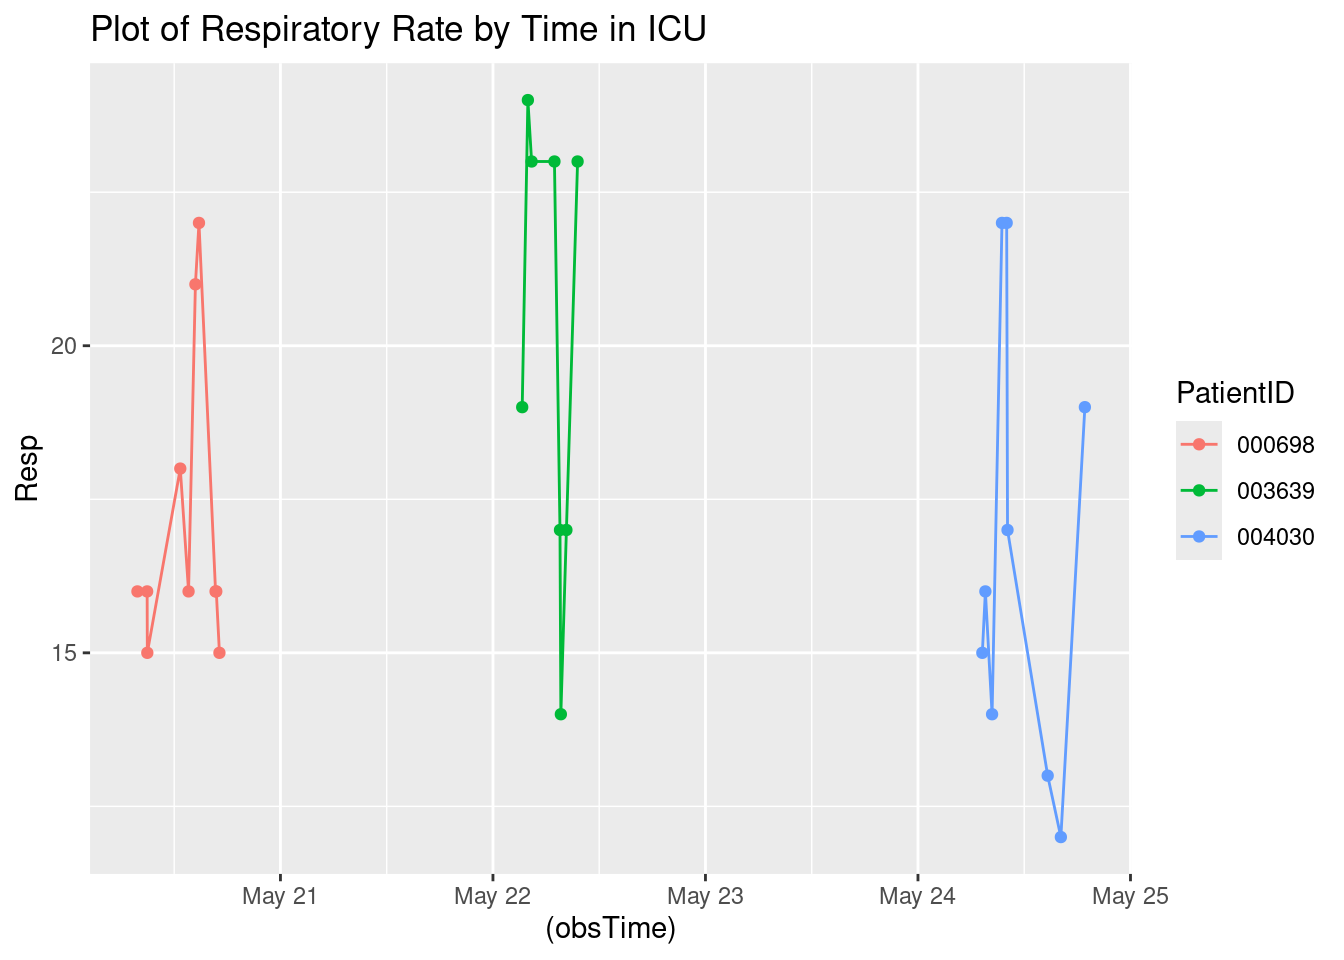 Plot of Respiratory Rate by Time in ICU
20
15
Resp
May 21
May 22
May 23
May 24
May 25
(obsTime)
PatientID
000698
003639
004030